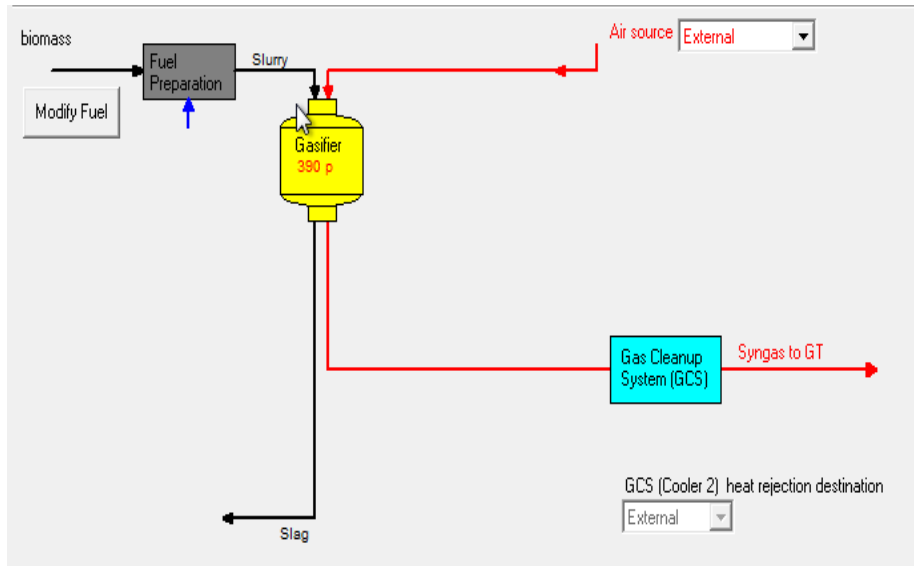 biomass
Modify Fuel
Fuel
Preparation
Slurry
Air source
External
Gasifier
390 p
Gas Cleanup
System (GCS)
Syngas to GT
GCS (Cooler 2) heat rejection destination
External
Slag